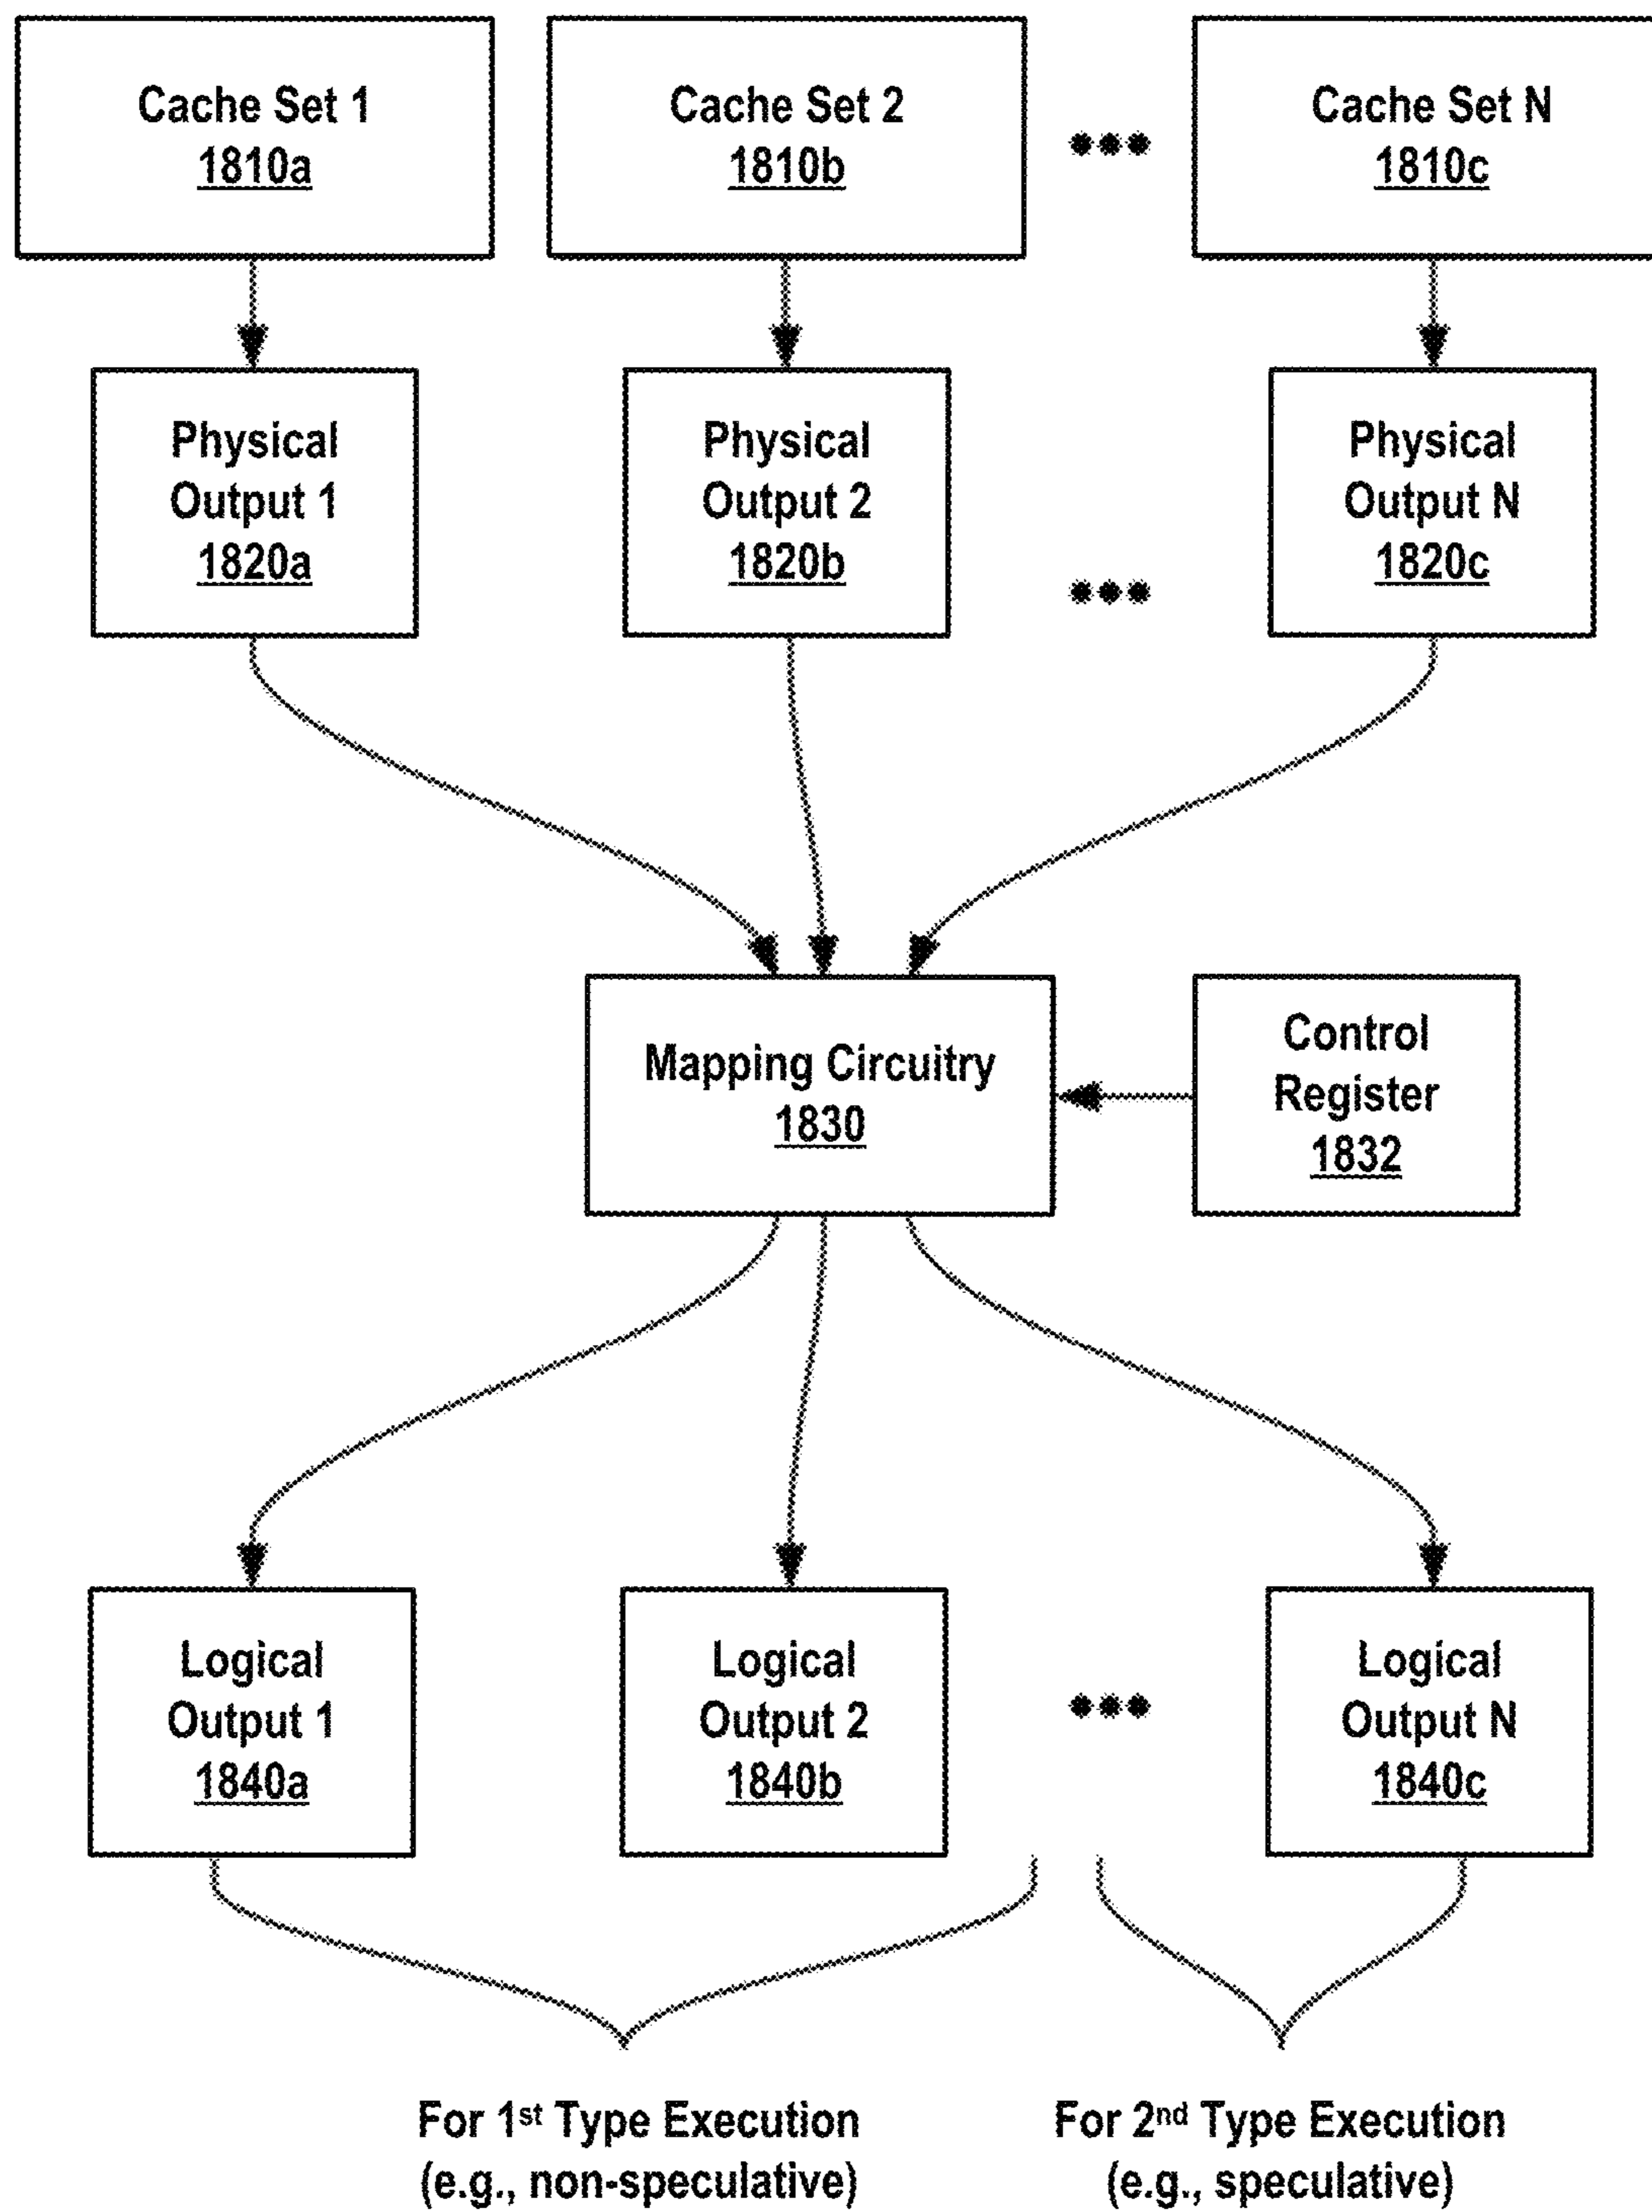 Cache Set 1
1810a
Cache Set 2
1810b
Cache Set N
1810c
Physical
Output 1
1820a
Physical
Output 2
1820b
Physical
Output N
1820c
Mapping Circuitry
1830
Control
Register
1832
Logical
Output 1
1840a
Logical
Output 2
1840b
Logical
Output N
1840c
For 1st Type Execution
(e.g., non-speculative)
For 2nd Type Execution
(e.g., speculative)